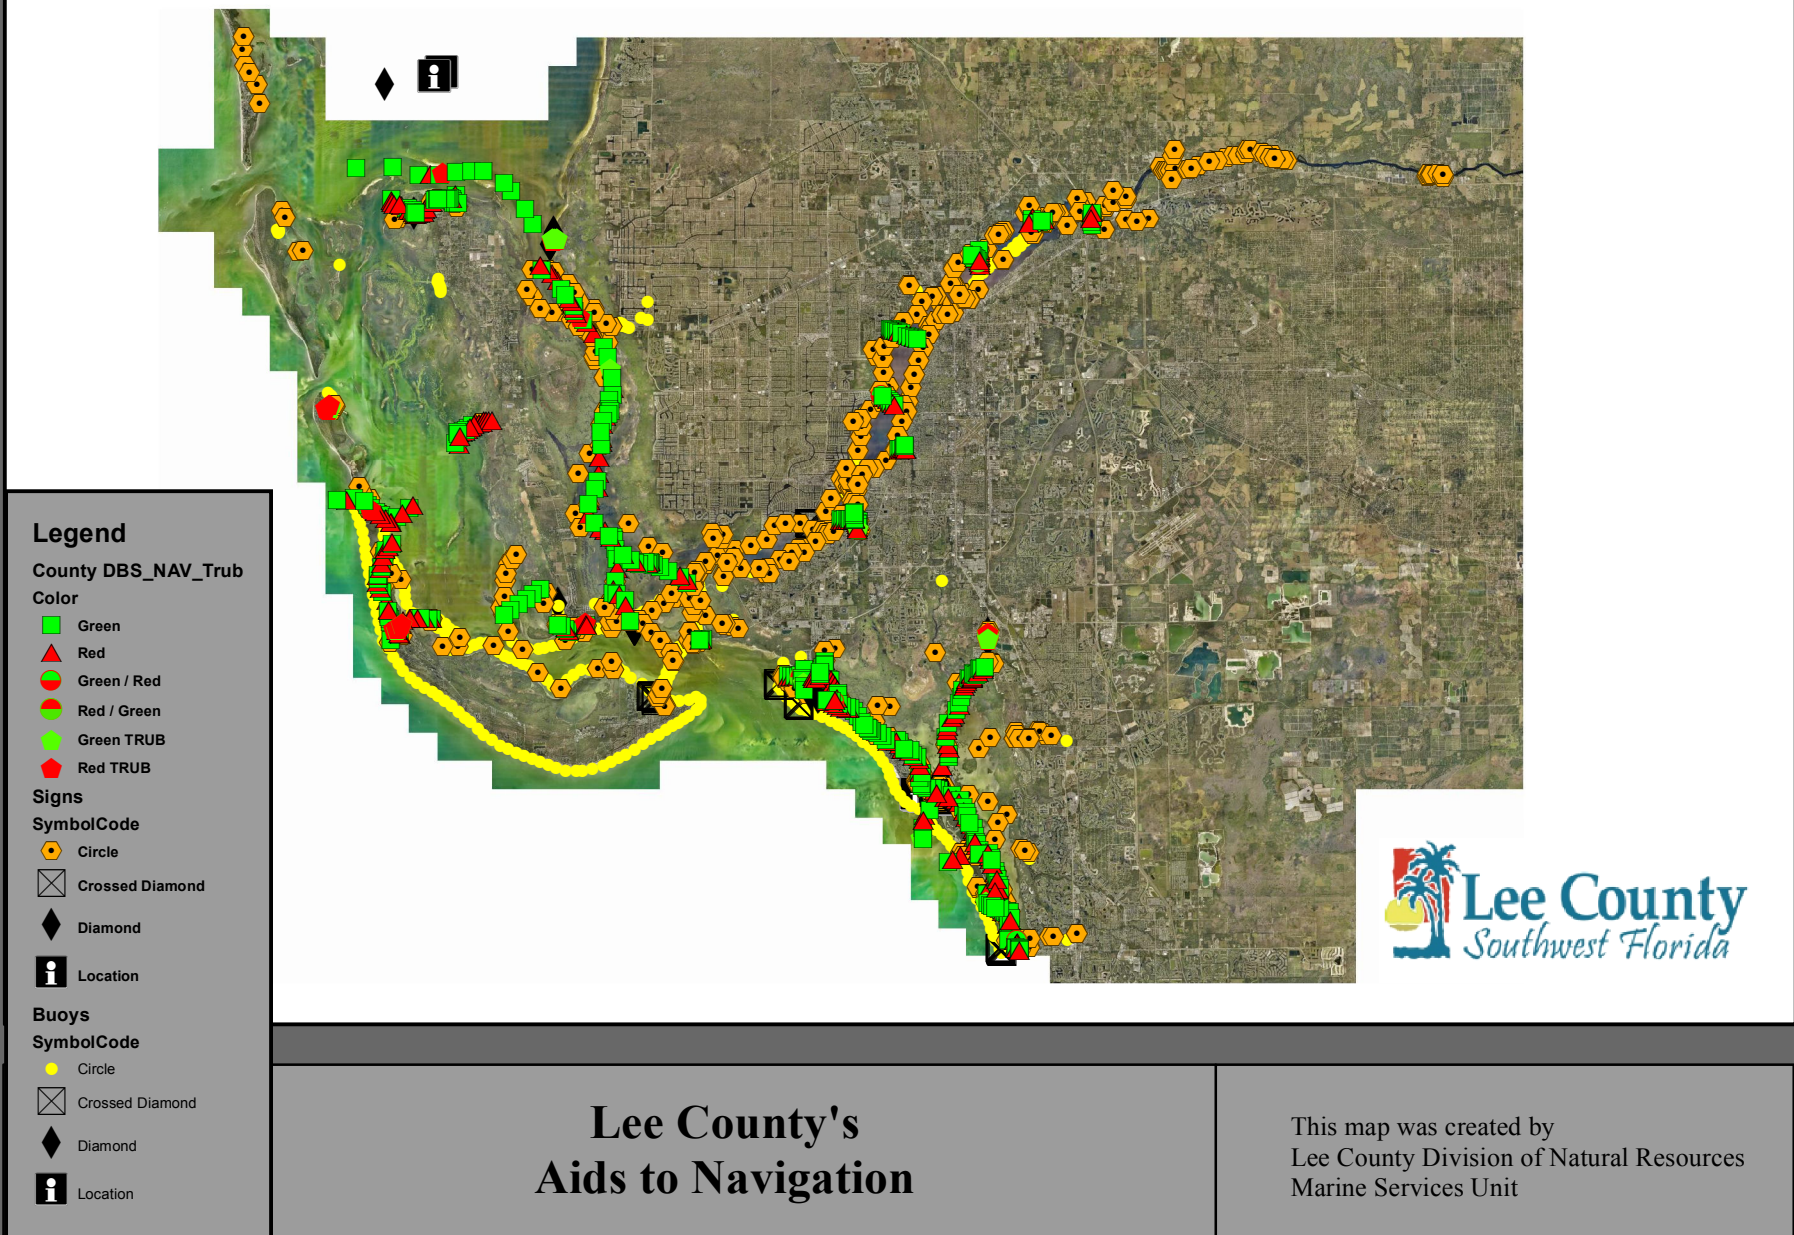 Legend
County DBS_NAV_Trub
Color
Green
Red
Green / Red
Red / Green
Green TRUB
Red TRUB
Signs
SymbolCode
Circle
Crossed Diamond
Diamond
Location
Buoys
SymbolCode
Circle
Crossed Diamond
Diamond
Location
Lee County
Southwest Florida
Lee County's
Aids to Navigation
This map was created by
Lee County Division of Natural Resources
Marine Services Unit